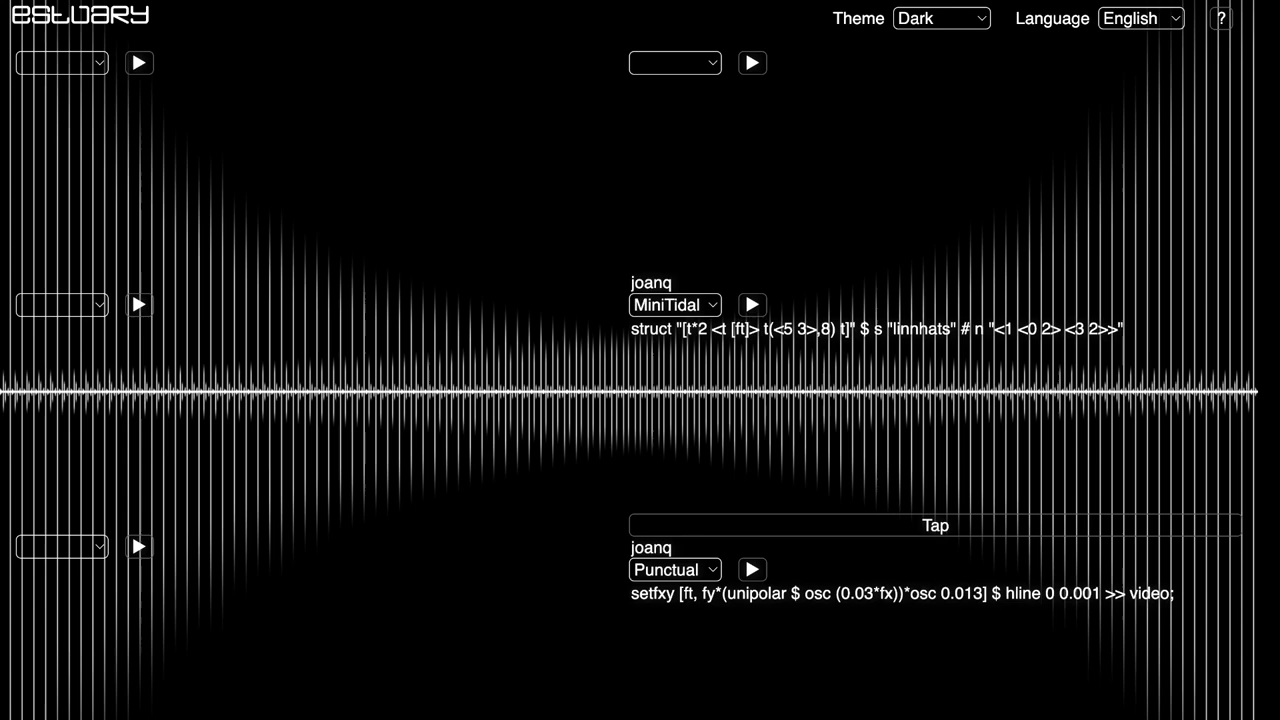 estuary
Theme Dark Language English ?
joanq
MiniTidal
struct "[t*2 <t [ft]> t(<5 3>,8) t]" $ s "linnhats" # n "<1 <0 2> <3 2>>"
Tap
joanq
Punctual
setfxy [ft, fy*(unipolar $ osc (0.03*fx))*osc 0.013] $ hline 0 0.001 >> video;